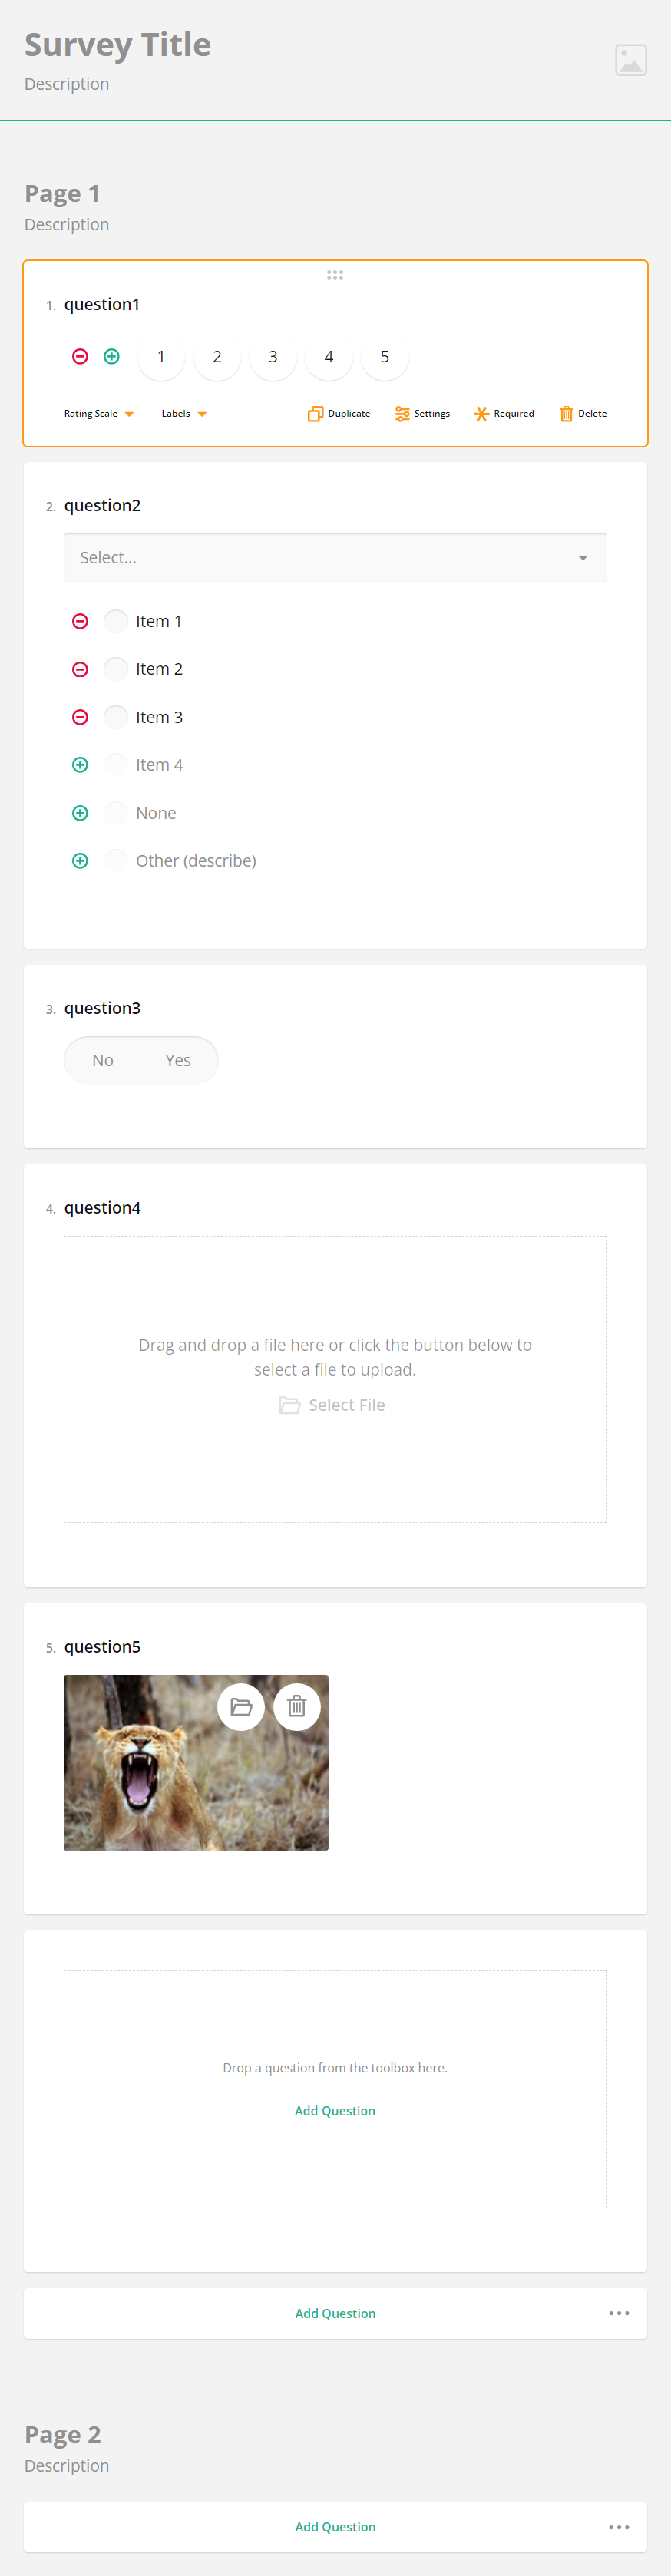 Survey Title
Description
Page 1
Description
1. question1
1 2 3 4 5
Rating Scale Labels Duplicate Settings Required Delete
2. question2
Select...
Item 1
Item 2
Item 3
Item 4
None
Other (describe)
3. question3
No Yes
4. question4
Drag and drop a file here or click the button below to
select a file to upload.
Select File
5. question5
Drop a question from the toolbox here.
Add Question
Add Question
Page 2
Description
Add Question